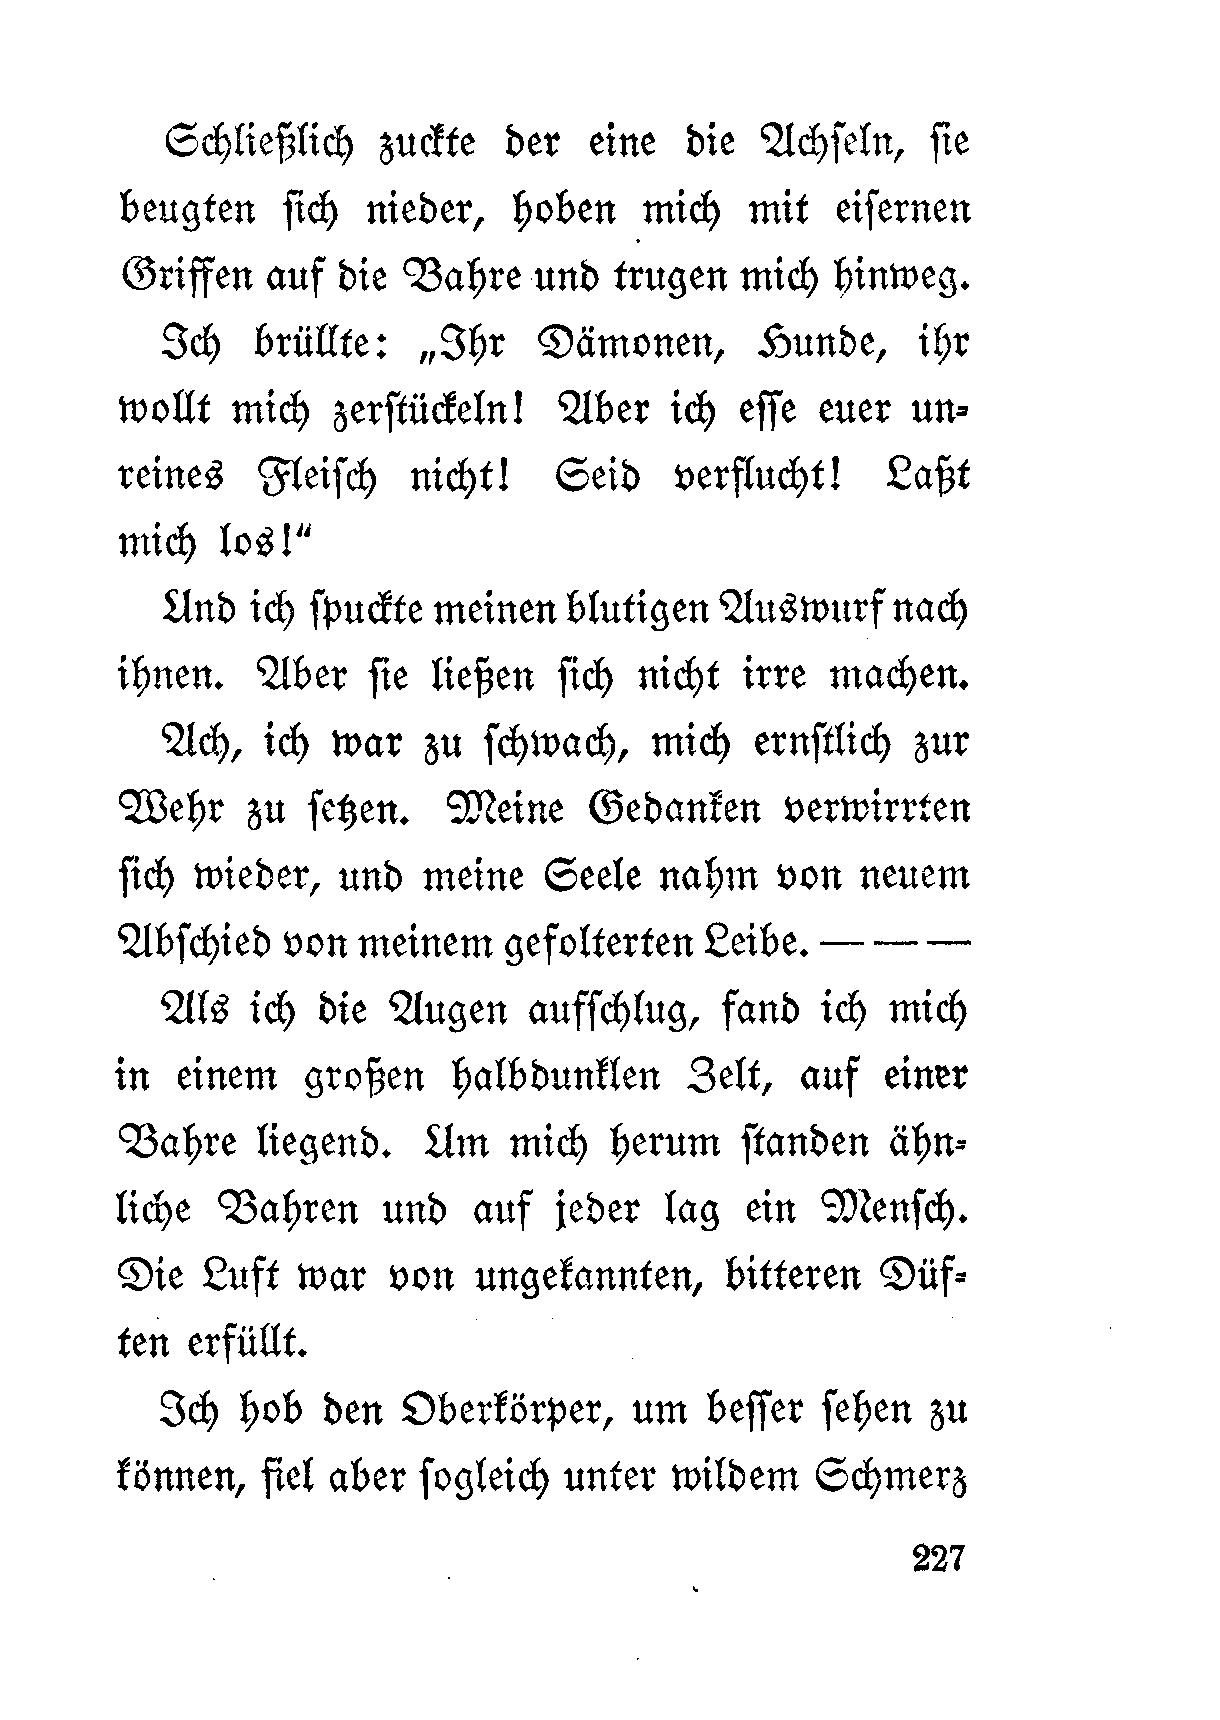 Schließlich zuckte der eine die Achseln, sie
beugten sich nieder, hoben mich mit eisernen
Griffen auf die Bahre und trugen mich hinweg.
Ich brüllte: „Ihr Dämonen, Hunde, ihr
wollt mich zerstückeln! Aber ich esse euer un-
reines Fleisch nicht! Seid verflucht! Laßt
mich los!“
Und ich spuckte meinen blutigen Auswurf nach
ihnen. Aber sie ließen sich nicht irre machen.
Ach, ich war zu schwach, mich ernstlich zur
Wehr zu setzen. Meine Gedanken verwirrten
sich wieder, und meine Seele nahm von neuem
Abschied von meinem gefolterten Leibe. — — —
Als ich die Augen aufschlug, fand ich mich
in einem großen halbdunklen Zelt, auf einer
Bahre liegend. Um mich herum standen ähn-
liche Bahren und auf jeder lag ein Mensch.
Die Luft war von ungekannten, bitteren Düf-
ten erfüllt.
Ich hob den Oberkörper, um besser sehen zu
können, fiel aber sogleich unter wildem Schmerz
227